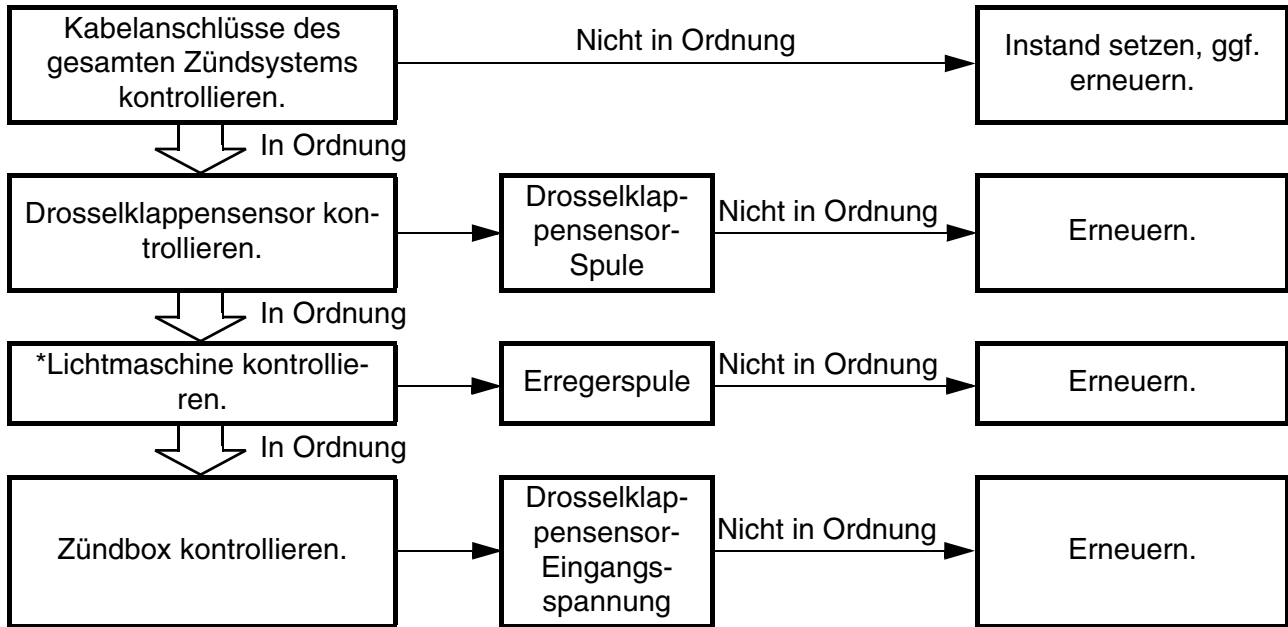 Kabelanschlüsse des
gesamten Zündsystems
kontrollieren.
Nicht in Ordnung
Instand setzen, ggf.
erneuern.
In Ordnung
Drosselklappensensor kon-
trollieren.
Drosselklap-
pensensor-
Spule
Nicht in Ordnung
Erneuern.
In Ordnung
*Lichtmaschine kontrollie-
ren.
Erregerspule
Nicht in Ordnung
Erneuern.
In Ordnung
Zündbox kontrollieren.
Drosselklap-
pensensor-
Eingangs-
spannung
Nicht in Ordnung
Erneuern.